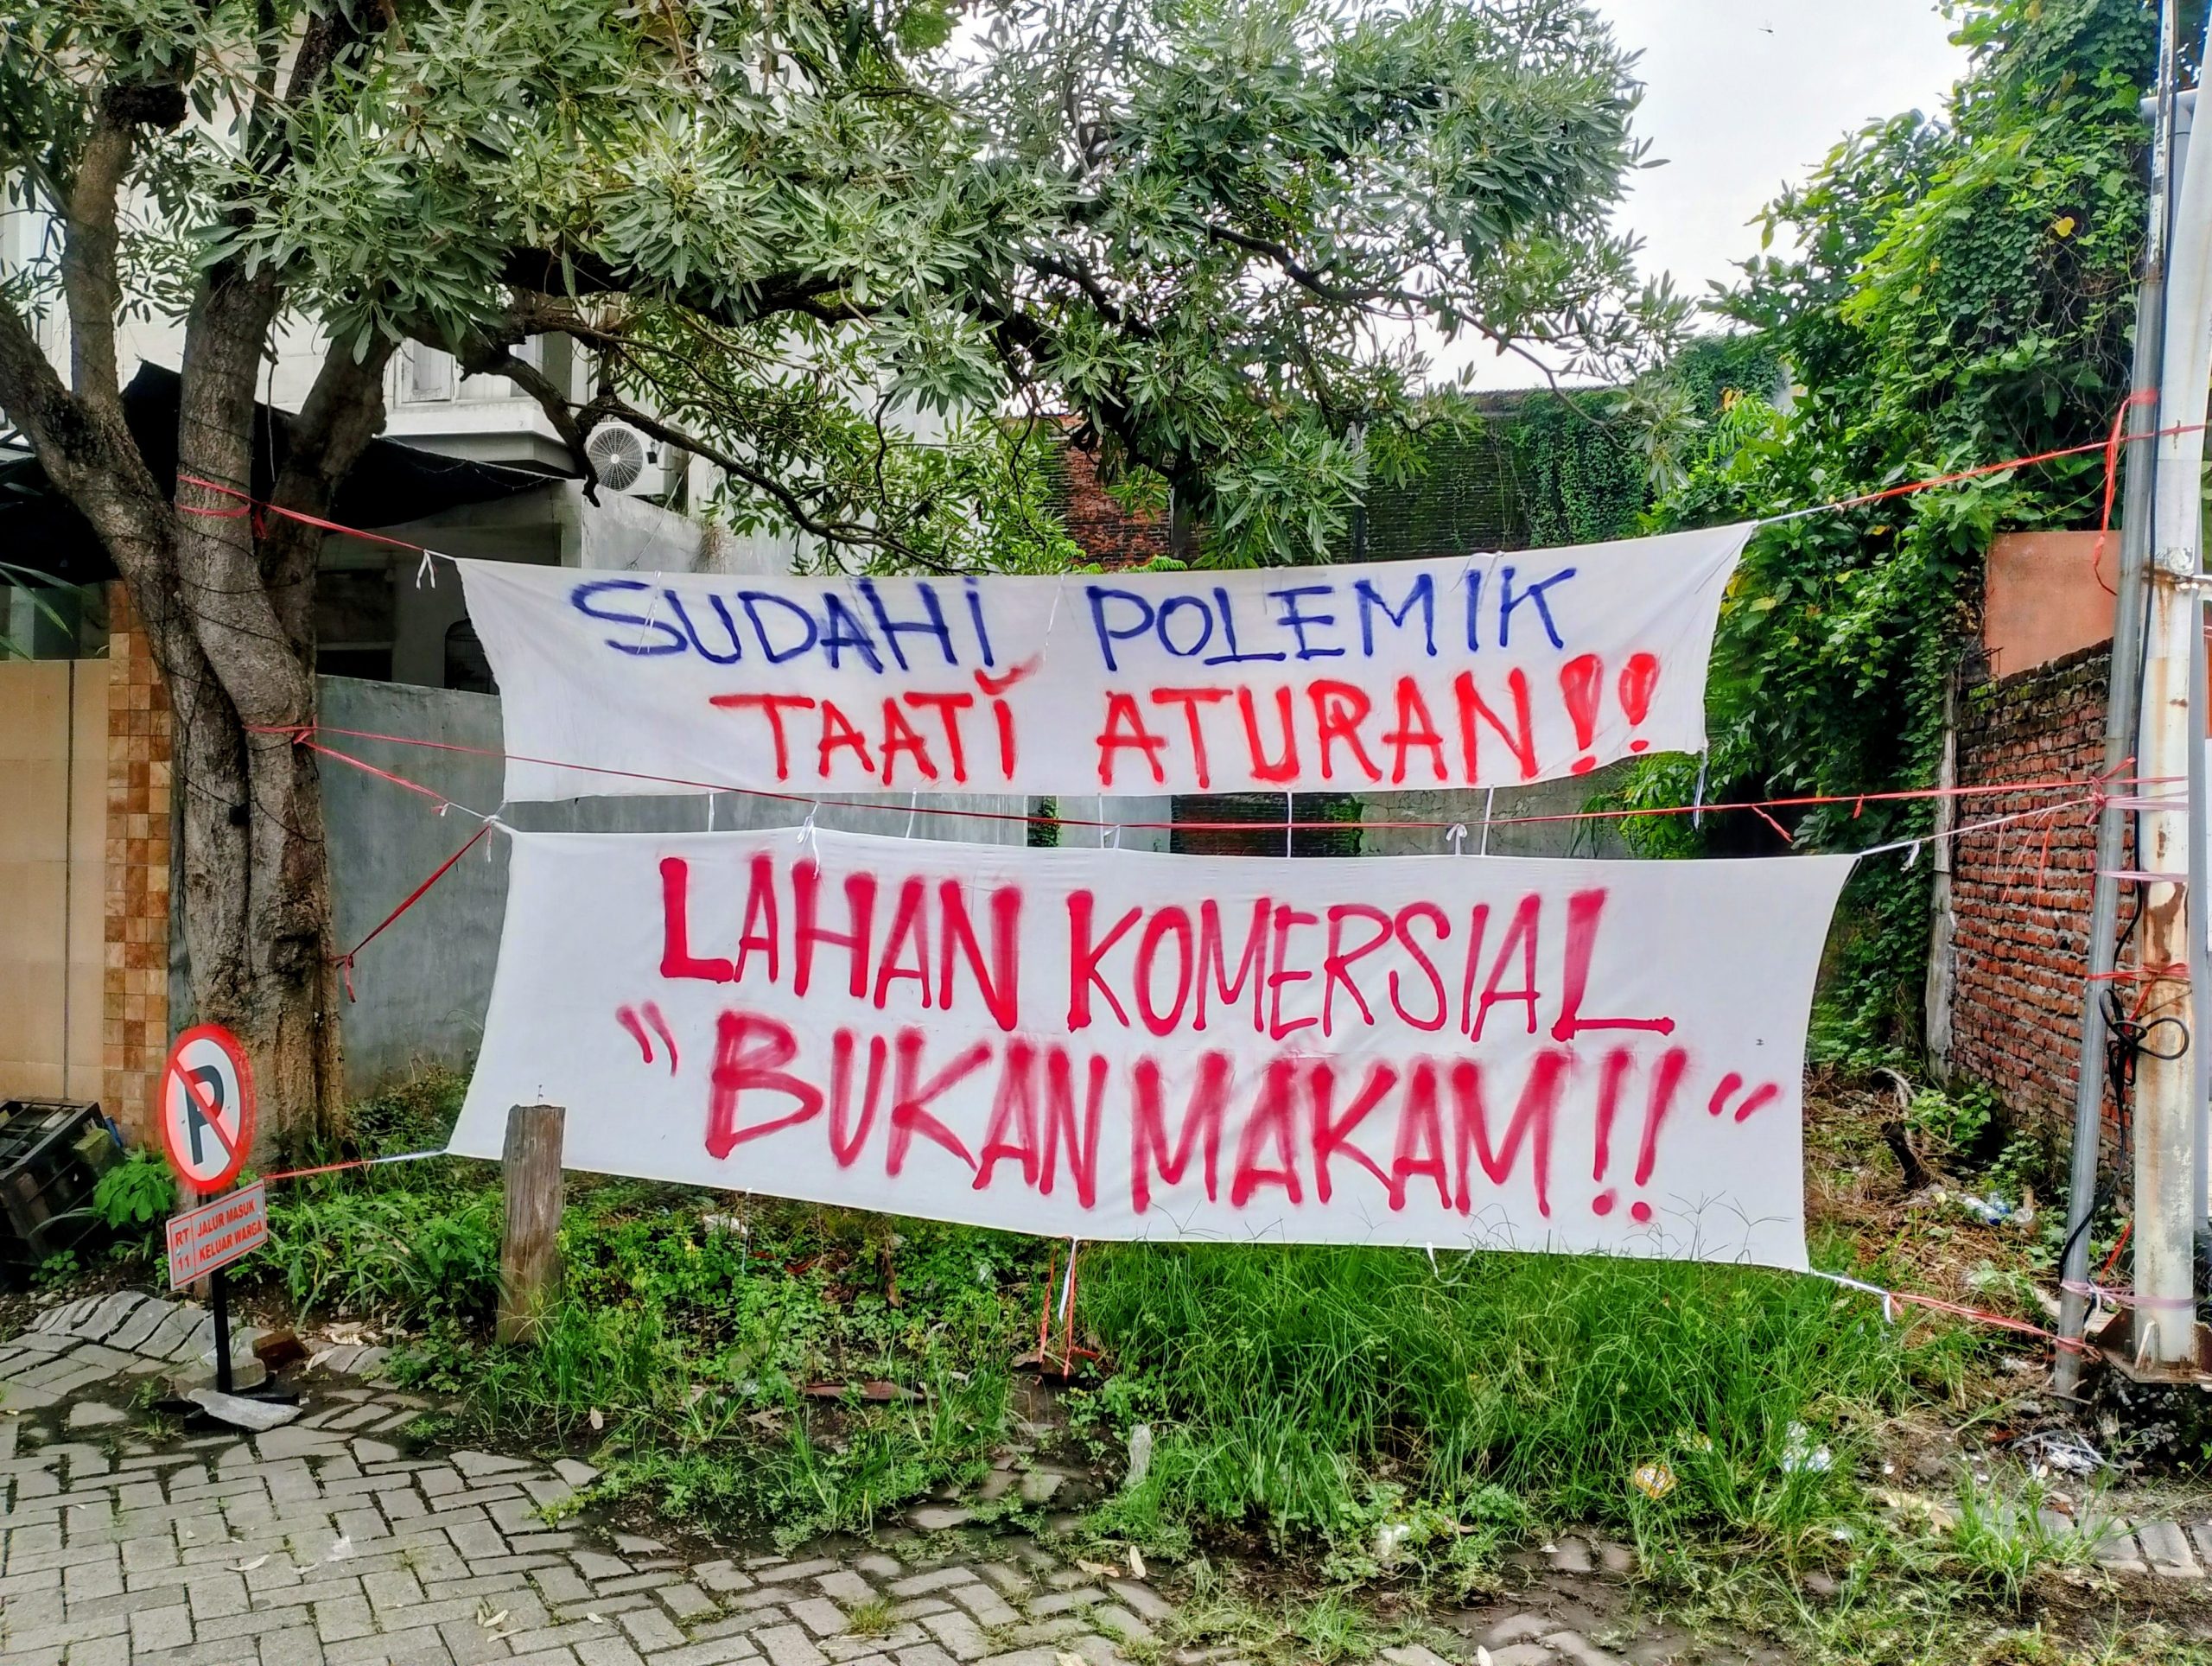 SUDAHI POLEMIK
TAATI ATURAN!!
LAHAN KOMERSIAL
"BUKAN MAKAM!!"
P
RT 11
JALUR MASUK
KELUAR WARGA